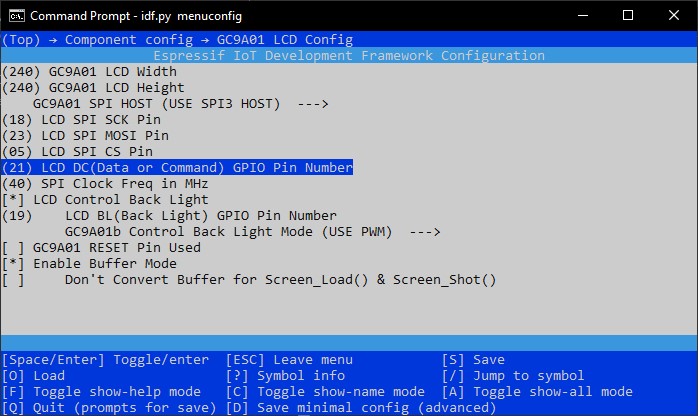 Command Prompt - idf.py  menuconfig
(Top) → Component config → GC9A01 LCD Config
Espressif IoT Development Framework Configuration
(240) GC9A01 LCD Width
(240) GC9A01 LCD Height
GC9A01 SPI HOST (USE SPI3 HOST)  --->
(18) LCD SPI SCK Pin
(23) LCD SPI MOSI Pin
(05) LCD SPI CS Pin
(21) LCD DC(Data or Command) GPIO Pin Number
(40) SPI Clock Freq in MHz
[*] LCD Control Back Light
(19)    LCD BL(Back Light) GPIO Pin Number
GC9A01b Control Back Light Mode (USE PWM)  --->
[ ] GC9A01 RESET Pin Used
[*] Enable Buffer Mode
[ ]     Don't Convert Buffer for Screen_Load() & Screen_Shot()
[Space/Enter] Toggle/enter  [ESC] Leave menu           [S] Save
[O] Load                    [?] Symbol info            [/] Jump to symbol
[F] Toggle show-help mode   [C] Toggle show-name mode  [A] Toggle show-all mode
[Q] Quit (prompts for save) [D] Save minimal config (advanced)